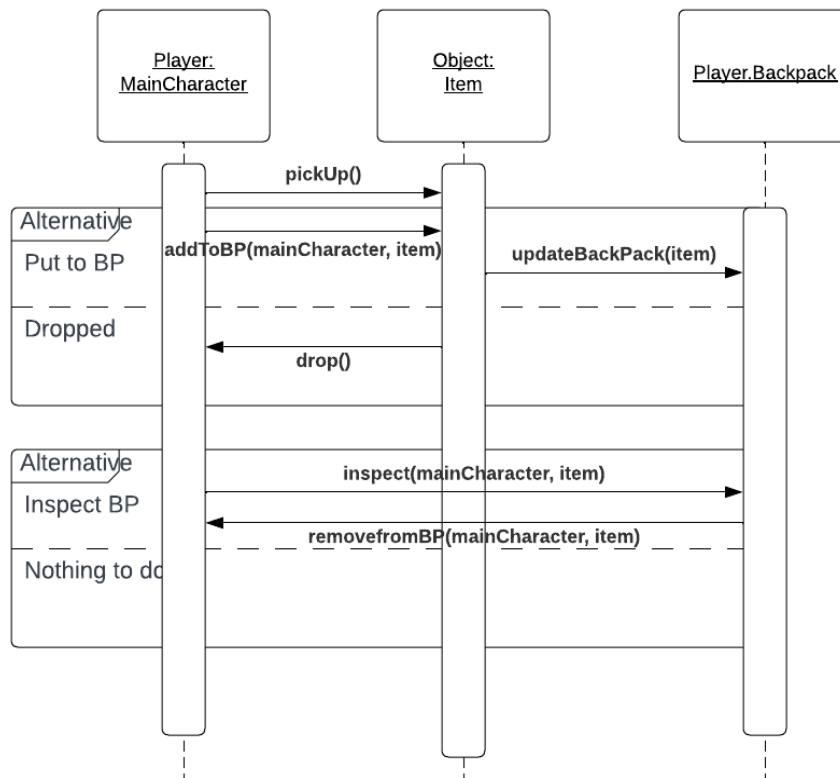 Player:
MainCharacter
Object:
Item
Player.Backpack
pickUp()
Alternative
addToBP(mainCharacter, item)
Put to BP
updateBackPack(item)
Dropped
drop()
Alternative
inspect(mainCharacter, item)
Inspect BP
removefromBP(mainCharacter, item)
Nothing to do